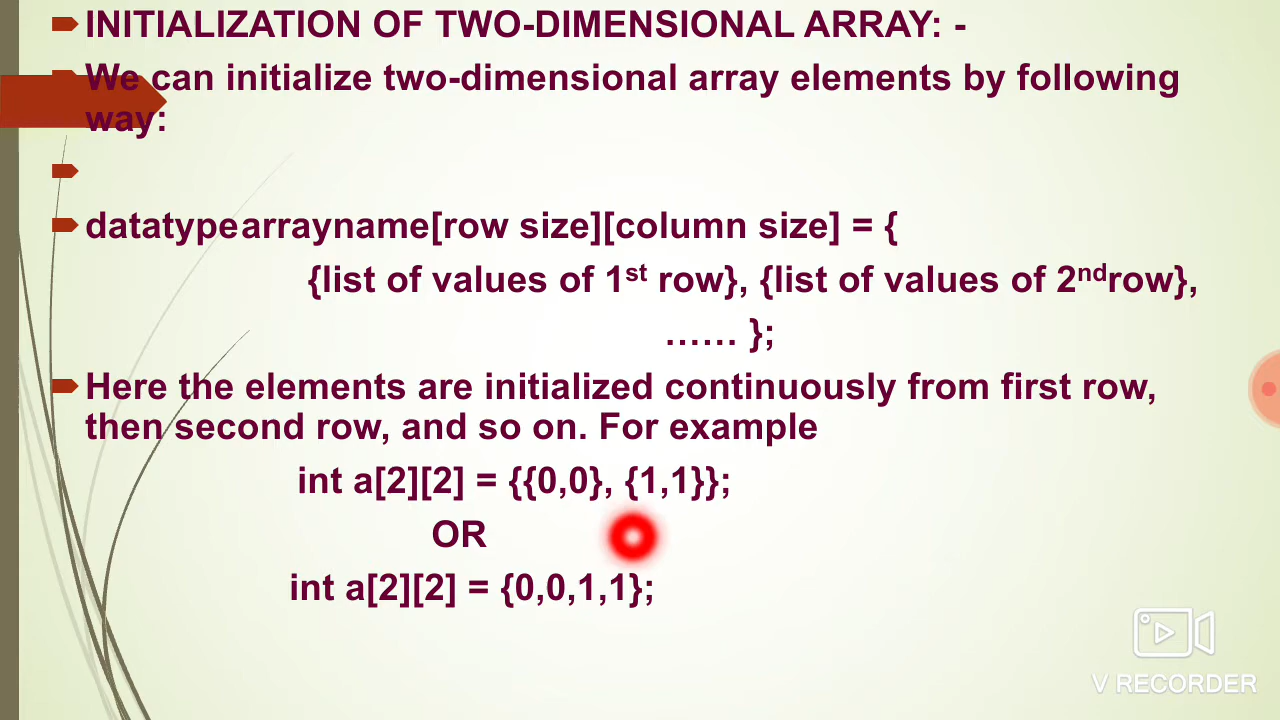 INITIALIZATION OF TWO-DIMENSIONAL ARRAY: -
We can initialize two-dimensional array elements by following
way:
datatypearrayname[row size][column size] = {
{list of values of 1st row}, {list of values of 2ndrow},
…… };
Here the elements are initialized continuously from first row,
then second row, and so on. For example
int a[2][2] = {{0,0}, {1,1}};
OR
int a[2][2] = {0,0,1,1};
V RECORDER